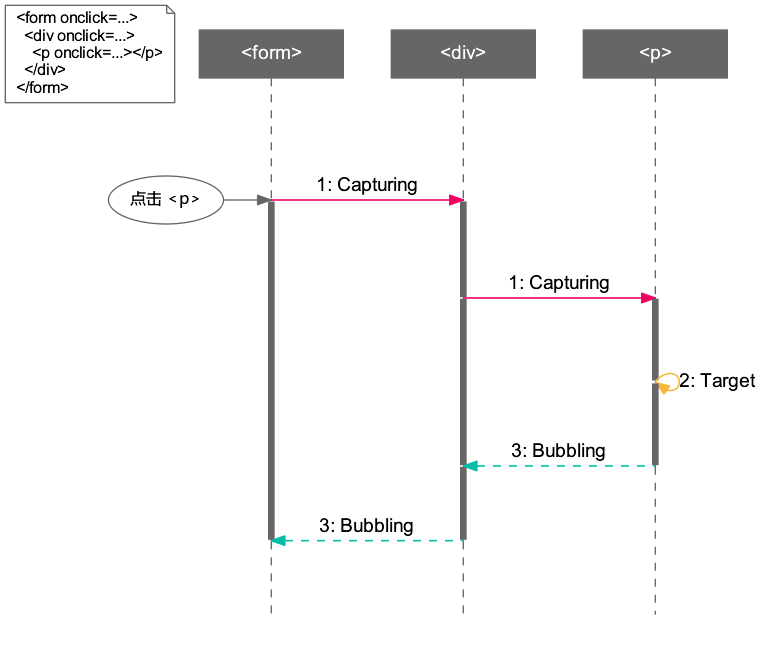 <form onclick=...>
<div onclick=...>
<p onclick=...></p>
</div>
</form>
<form>
<div>
<p>
点击 <p>
1: Capturing
1: Capturing
2: Target
3: Bubbling
3: Bubbling